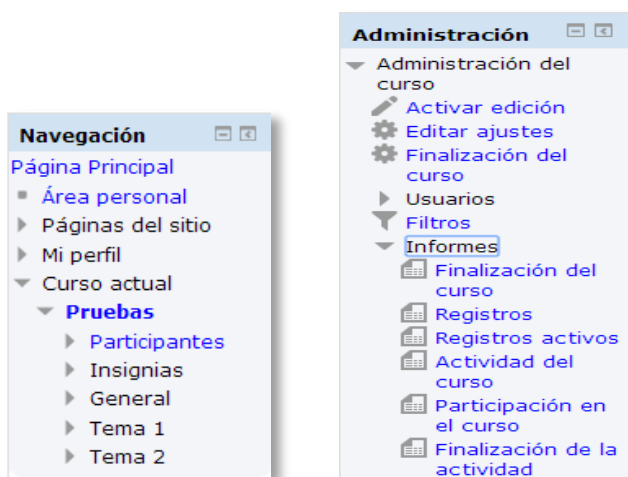 Navegación
Página Principal
Área personal
Páginas del sitio
Mi perfil
Curso actual
Pruebas
Participantes
Insignias
General
Tema 1
Tema 2
Administración
Administración del
curso
Activar edición
Editar ajustes
Finalización del
curso
Usuarios
Filtros
Informes
Finalización del
curso
Registros
Registros activos
Actividad del
curso
Participación en
el curso
Finalización de la
actividad